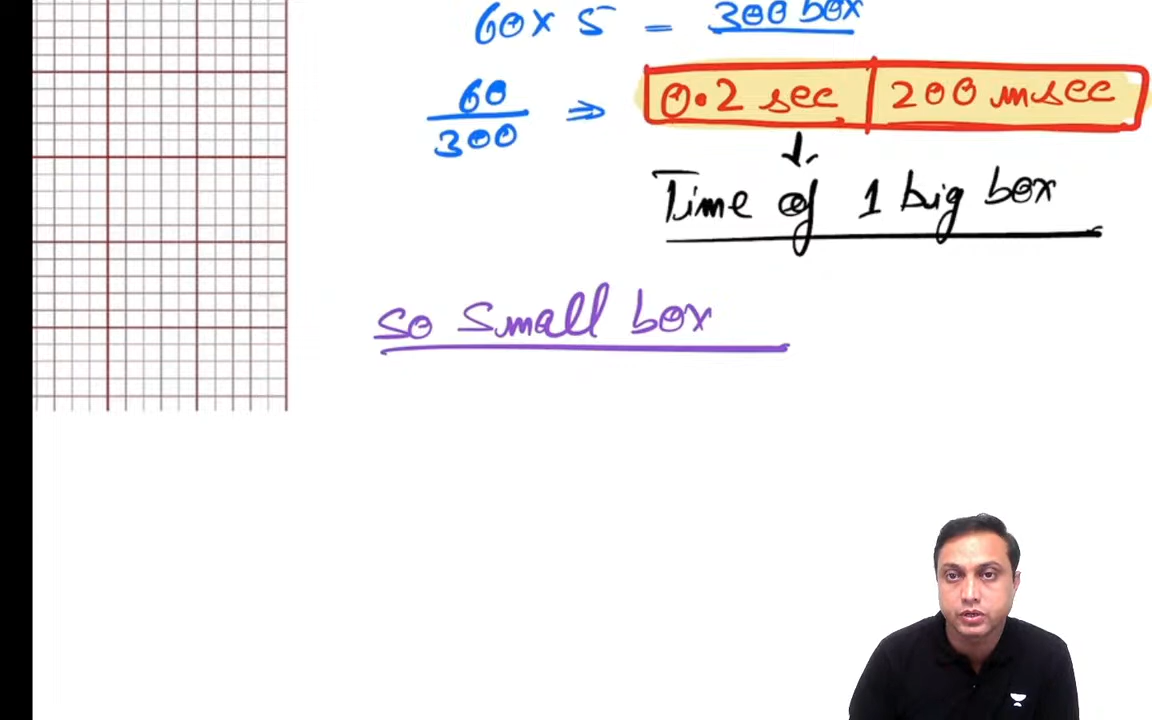 60 x 5 = 300 box
60
300
⇒ 0.2 sec 200 msec
Time of 1 big box
so small box